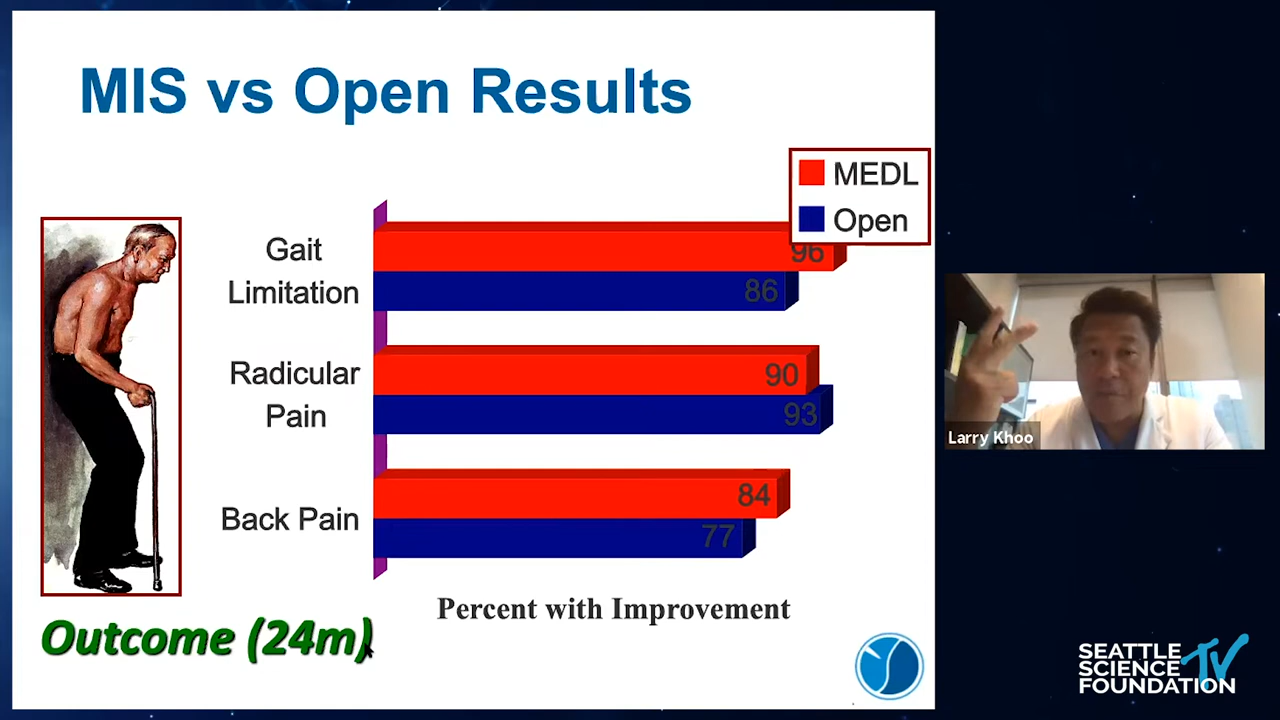 MIS vs Open Results
MEDL
Open
Gait
Limitation
96
86
Radicular
Pain
90
93
Back Pain
84
77
Percent with Improvement
Outcome (24m)
Larry Khoo
SEATTLE
SCIENCE TV
FOUNDATION